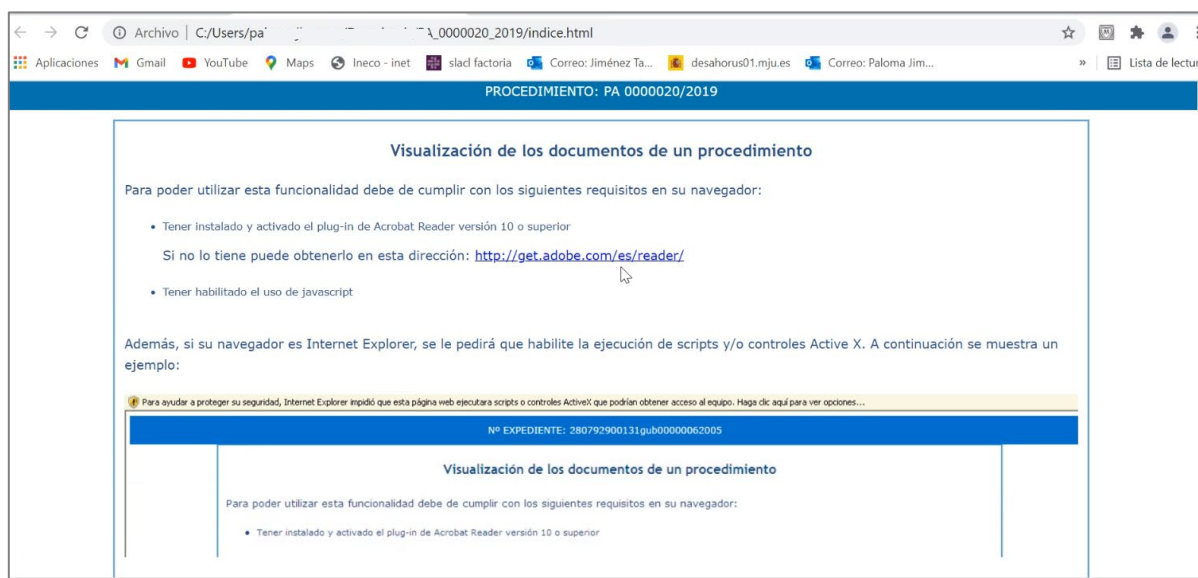 Archivo | C:/Users/pa A_0000020_2019/indice.html
Aplicaciones Gmail YouTube Maps Ineco - inet slacl factoria Correo: Jiménez Ta... desahorus01.mju.es Correo: Paloma Jim... » Lista de lectur
PROCEDIMIENTO: PA 0000020/2019
Visualización de los documentos de un procedimiento
Para poder utilizar esta funcionalidad debe de cumplir con los siguientes requisitos en su navegador:
• Tener instalado y activado el plug-in de Acrobat Reader versión 10 o superior
Si no lo tiene puede obtenerlo en esta dirección: http://get.adobe.com/es/reader/
• Tener habilitado el uso de javascript
Además, si su navegador es Internet Explorer, se le pedirá que habilite la ejecución de scripts y/o controles Active X. A continuación se muestra un
ejemplo:
Para ayudar a proteger su seguridad, Internet Explorer impidió que esta página web ejecutara scripts o controles ActiveX que podrían obtener acceso al equipo. Haga clic aquí para ver opciones...
Nº EXPEDIENTE: 280792900131gub00000062005
Visualización de los documentos de un procedimiento
Para poder utilizar esta funcionalidad debe de cumplir con los siguientes requisitos en su navegador:
• Tener instalado y activado el plug-in de Acrobat Reader versión 10 o superior